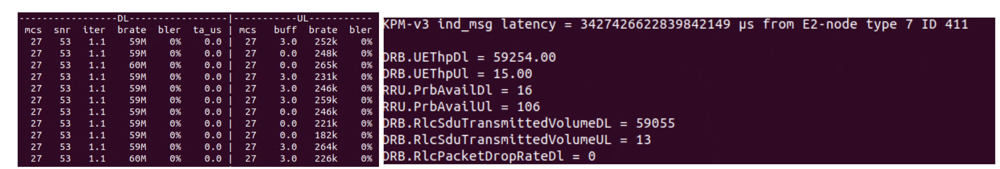 -----------------DL-----------------|-----------UL-----------
mcs snr iter brate bler ta_us | mcs buff brate bler
27 53 1.1 59M 0% 0.0 | 27 3.0 252k 0%
27 53 1.1 59M 0% 0.0 | 27 0.0 248k 0%
27 53 1.1 60M 0% 0.0 | 27 0.0 265k 0%
27 53 1.1 59M 0% 0.0 | 27 3.0 231k 0%
27 53 1.1 59M 0% 0.0 | 27 3.0 246k 0%
27 53 1.1 59M 0% 0.0 | 27 3.0 259k 0%
27 53 1.1 59M 0% 0.0 | 27 0.0 246k 0%
27 53 1.1 59M 0% 0.0 | 27 0.0 221k 0%
27 53 1.1 59M 0% 0.0 | 27 0.0 182k 0%
27 53 1.1 59M 0% 0.0 | 27 3.0 264k 0%
27 53 1.1 60M 0% 0.0 | 27 3.0 226k 0%
KPM-v3 ind_msg latency = 3427426622839842149 µs from E2-node type 7 ID 411
DRB.UEThpDl = 59254.00
DRB.UEThpUl = 15.00
RRU.PrbAvailDl = 16
RRU.PrbAvailUl = 106
DRB.RlcSduTransmittedVolumeDL = 59055
DRB.RlcSduTransmittedVolumeUL = 13
DRB.RlcPacketDropRateDl = 0